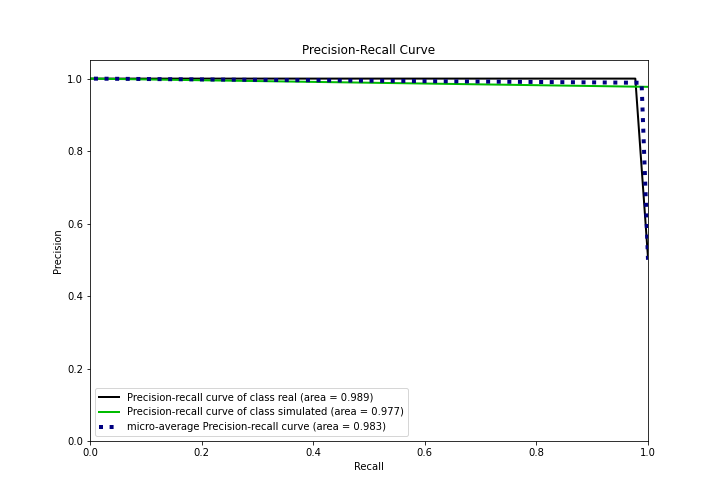 Precision-Recall Curve
1.0
0.8
0.6
0.4
0.2
0.0
Precision
Precision-recall curve of class real (area = 0.989)
Precision-recall curve of class simulated (area = 0.977)
micro-average Precision-recall curve (area = 0.983)
0.0 0.2 0.4 0.6 0.8 1.0
Recall